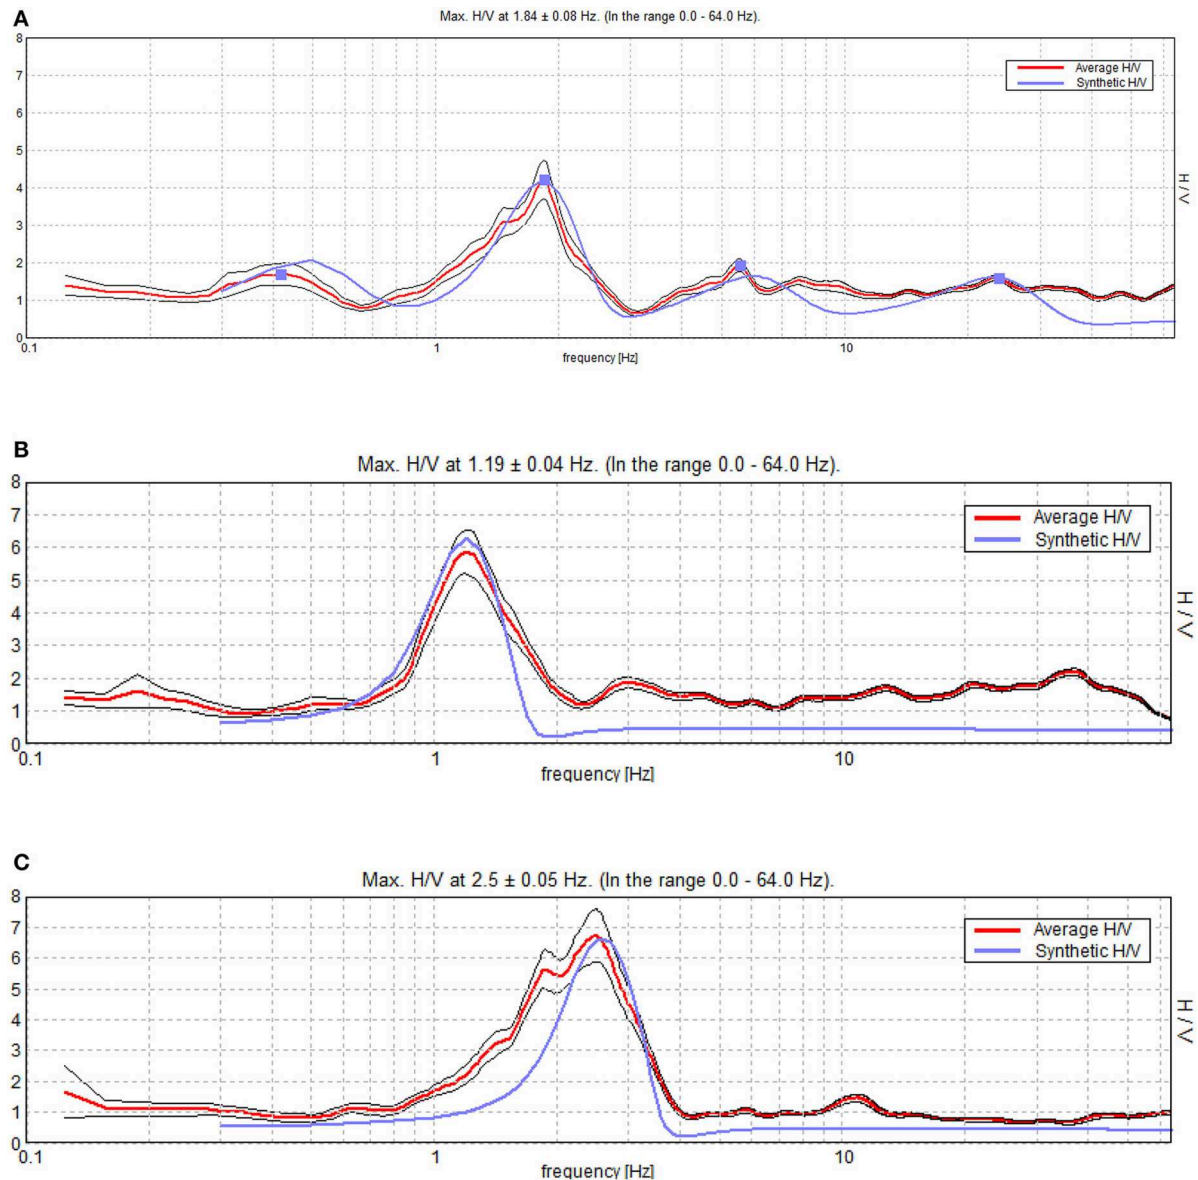 A
Max. H/V at 1.84 ± 0.08 Hz. (In the range 0.0 - 64.0 Hz).
8
7
6
5
4
3
2
1
0
Average H/V
Synthetic H/V
H / V
0.1 1 10
frequency [Hz]
B
Max. H/V at 1.19 ± 0.04 Hz. (In the range 0.0 - 64.0 Hz).
8
7
6
5
4
3
2
1
0
Average H/V
Synthetic H/V
H / V
0.1 1 10
frequency [Hz]
C
Max. H/V at 2.5 ± 0.05 Hz. (In the range 0.0 - 64.0 Hz).
8
7
6
5
4
3
2
1
0
Average H/V
Synthetic H/V
H / V
0.1 1 10
frequency [Hz]